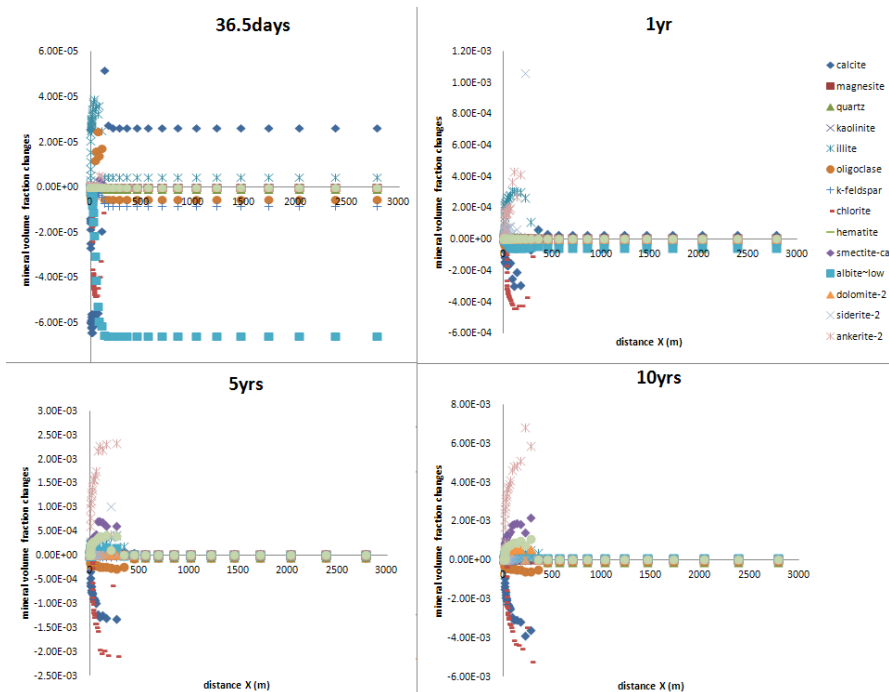 36.5days
mineral volume fraction changes
6.00E-05
4.00E-05
2.00E-05
0.00E+00
-2.00E-05
-4.00E-05
-6.00E-05
0
500
1000
1500
2000
2500
3000
1yr
mineral volume fraction changes
1.20E-03
1.00E-03
8.00E-04
6.00E-04
4.00E-04
2.00E-04
0.00E+00
-2.00E-04
-4.00E-04
-6.00E-04
0
500
1000
1500
2000
2500
3000
distance X (m)
calcite
magnesite
quartz
kaolinite
illite
oligoclase
k-feldspar
chlorite
hematite
smectite-ca
albite~low
dolomite-2
siderite-2
ankerite-2
5yrs
mineral volume fraction changes
3.00E-03
2.50E-03
2.00E-03
1.50E-03
1.00E-03
5.00E-04
0.00E+00
-5.00E-04
-1.00E-03
-1.50E-03
-2.00E-03
-2.50E-03
0
500
1000
1500
2000
2500
3000
distance X (m)
10yrs
mineral volume fraction changes
8.00E-03
6.00E-03
4.00E-03
2.00E-03
0.00E+00
-2.00E-03
-4.00E-03
-6.00E-03
0
500
1000
1500
2000
2500
3000
distance X (m)